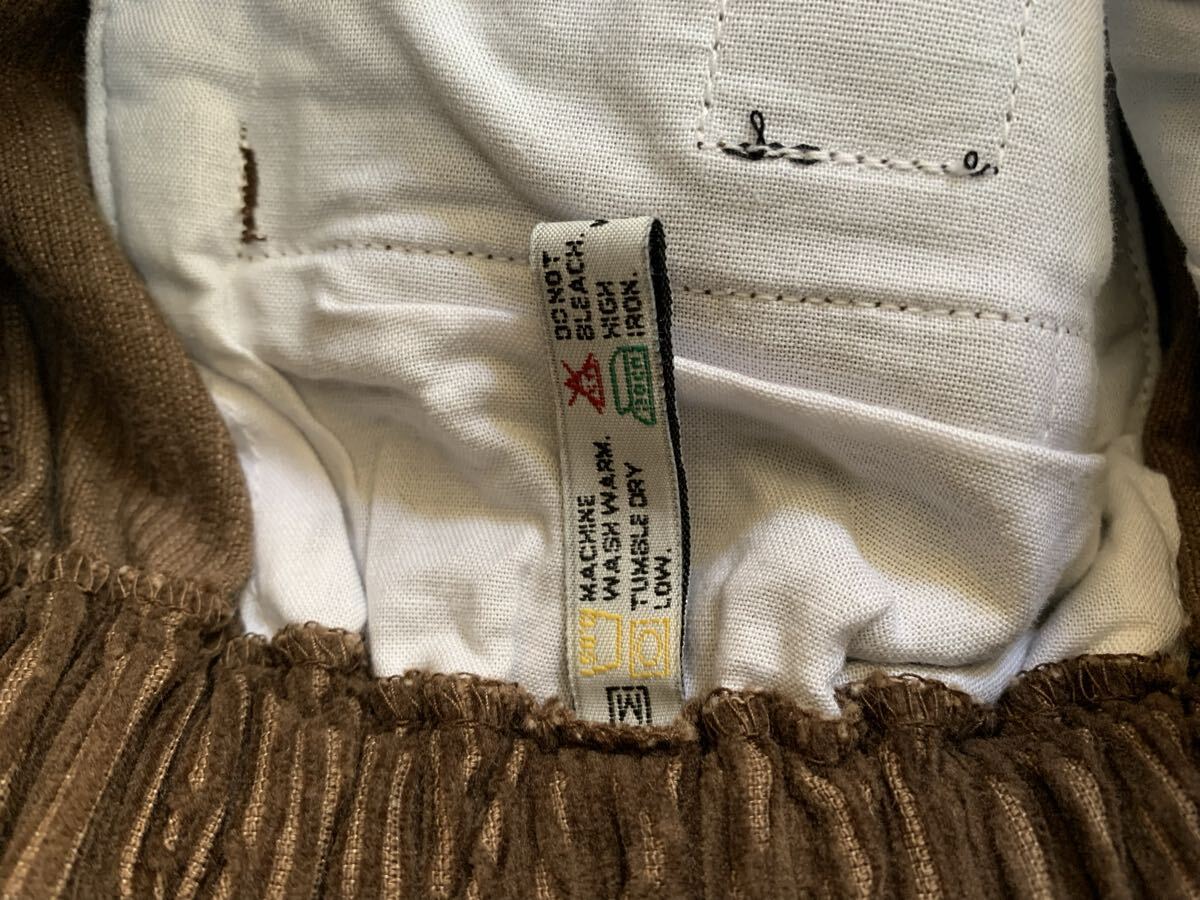 DO NOT
BLEACH.
HIGH
IRON.
MACHINE
WASH WARM.
TUMBLE DRY
LOW.
M